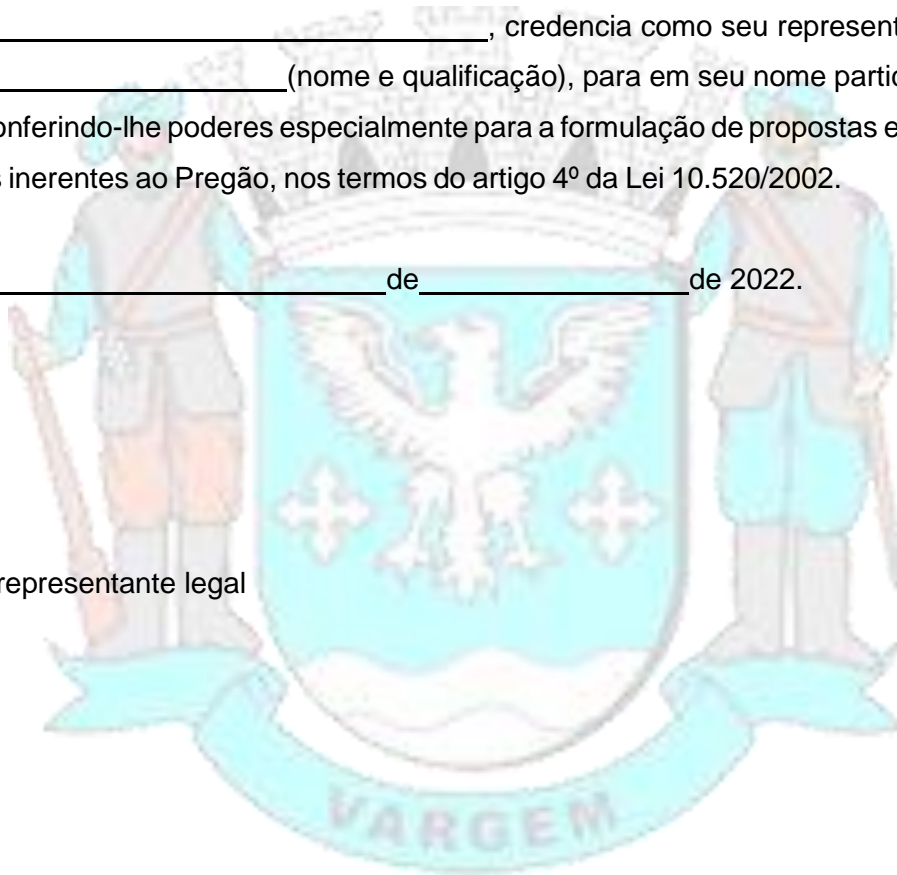 , credencia como seu represent
(nome e qualificação), para em seu nome partic
onferindo-lhe poderes especialmente para a formulação de propostas e
s inerentes ao Pregão, nos termos do artigo 4º da Lei 10.520/2002.
de de 2022.
representante legal
VARGEM